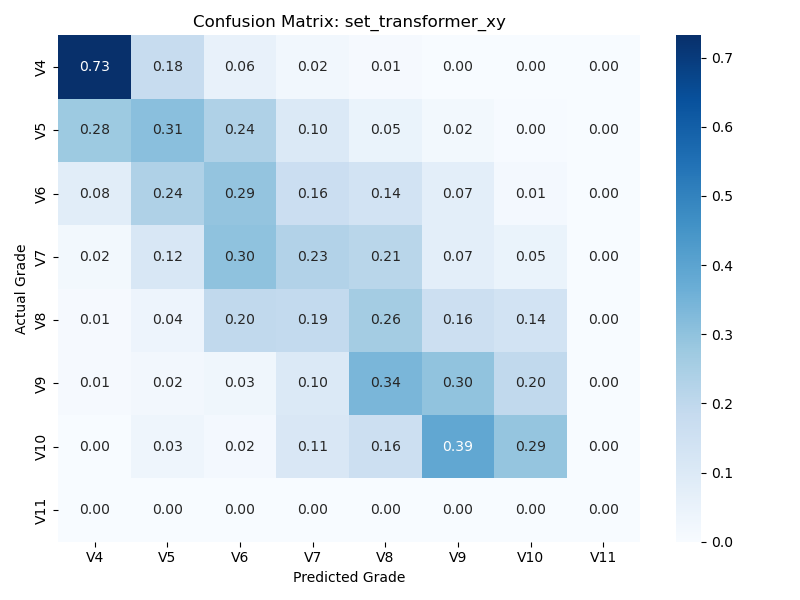 Confusion Matrix: set_transformer_xy
V4 0.73 0.18 0.06 0.02 0.01 0.00 0.00 0.00
V5 0.28 0.31 0.24 0.10 0.05 0.02 0.00 0.00
V6 0.08 0.24 0.29 0.16 0.14 0.07 0.01 0.00
V7 0.02 0.12 0.30 0.23 0.21 0.07 0.05 0.00
V8 0.01 0.04 0.20 0.19 0.26 0.16 0.14 0.00
V9 0.01 0.02 0.03 0.10 0.34 0.30 0.20 0.00
V10 0.00 0.03 0.02 0.11 0.16 0.39 0.29 0.00
V11 0.00 0.00 0.00 0.00 0.00 0.00 0.00 0.00
V4 V5 V6 V7 V8 V9 V10 V11
Predicted Grade
Actual Grade
0.7
0.6
0.5
0.4
0.3
0.2
0.1
0.0